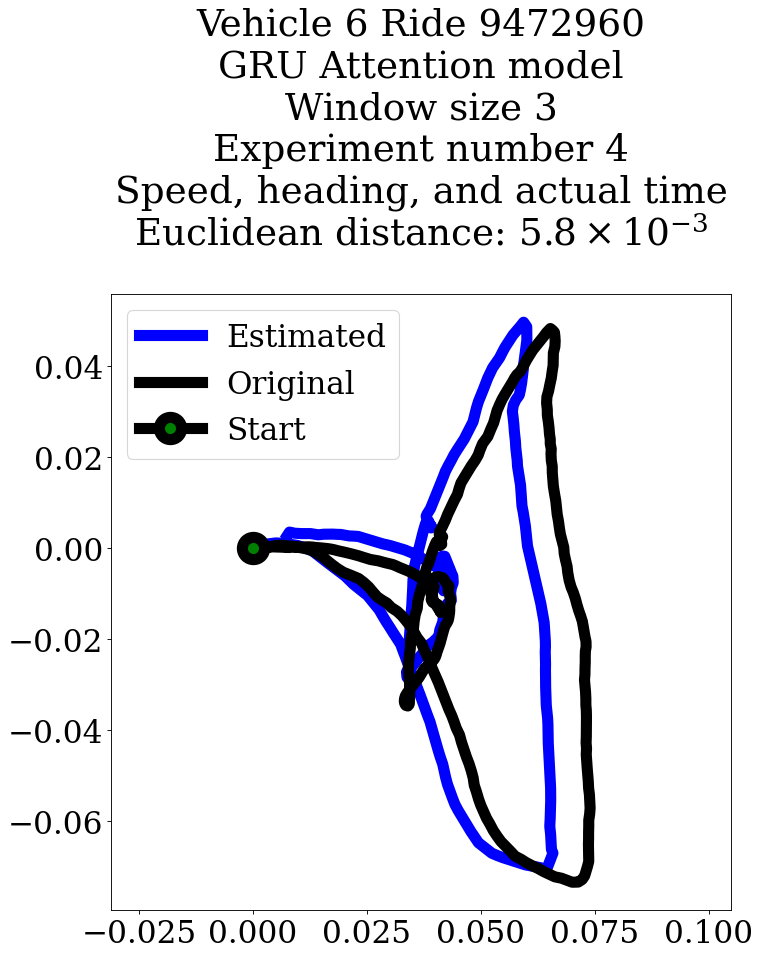 Vehicle 6 Ride 9472960
GRU Attention model
Window size 3
Experiment number 4
Speed, heading, and actual time
Euclidean distance: 5.8 × 10⁻³
Estimated
Original
Start
0.04
0.02
0.00
−0.02
−0.04
−0.06
−0.025 0.000 0.025 0.050 0.075 0.100